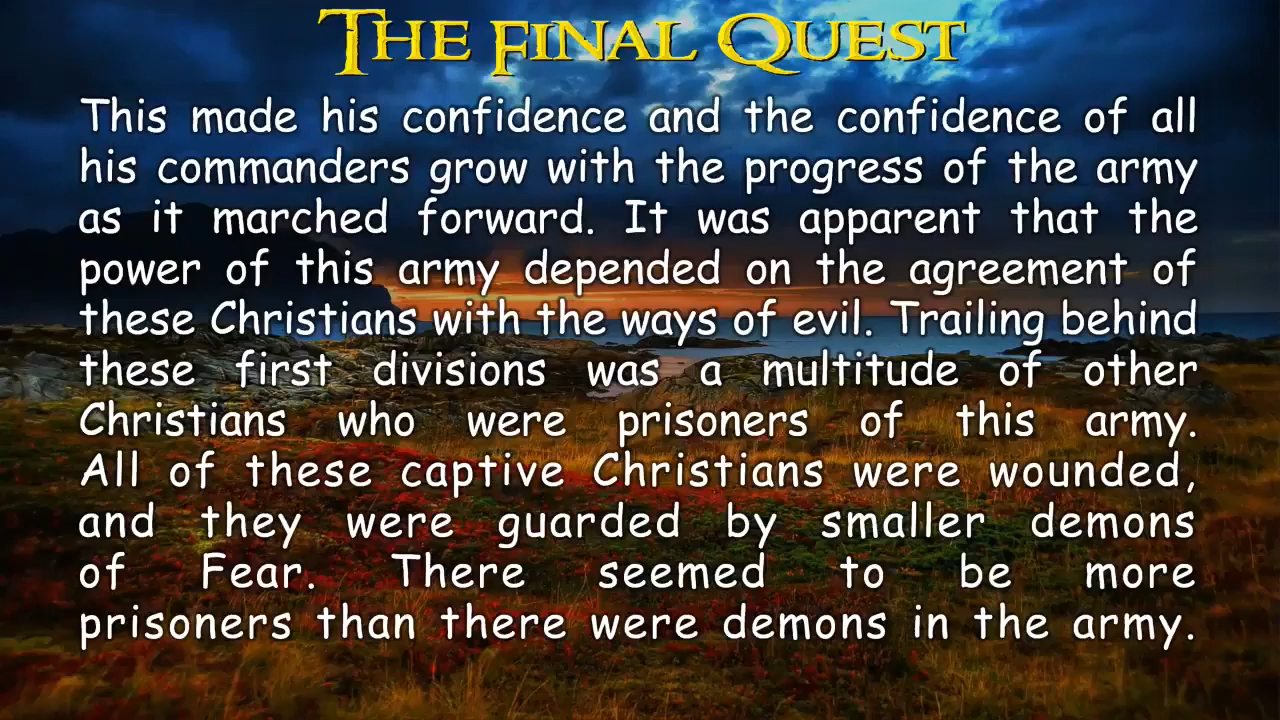 The Final Quest
This made his confidence and the confidence of all
his commanders grow with the progress of the army
as it marched forward. It was apparent that the
power of this army depended on the agreement of
these Christians with the ways of evil. Trailing behind
these first divisions was a multitude of other
Christians who were prisoners of this army.
All of these captive Christians were wounded,
and they were guarded by smaller demons
of Fear. There seemed to be more
prisoners than there were demons in the army.